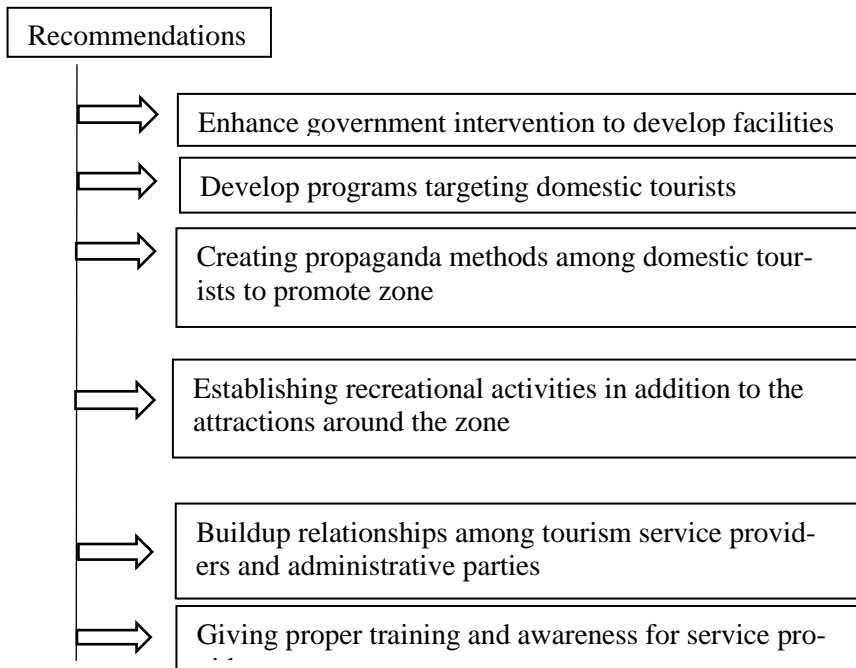 Recommendations
Enhance government intervention to develop facilities
Develop programs targeting domestic tourists
Creating propaganda methods among domestic tour-
ists to promote zone
Establishing recreational activities in addition to the
attractions around the zone
Buildup relationships among tourism service provid-
ers and administrative parties
Giving proper training and awareness for service pro-